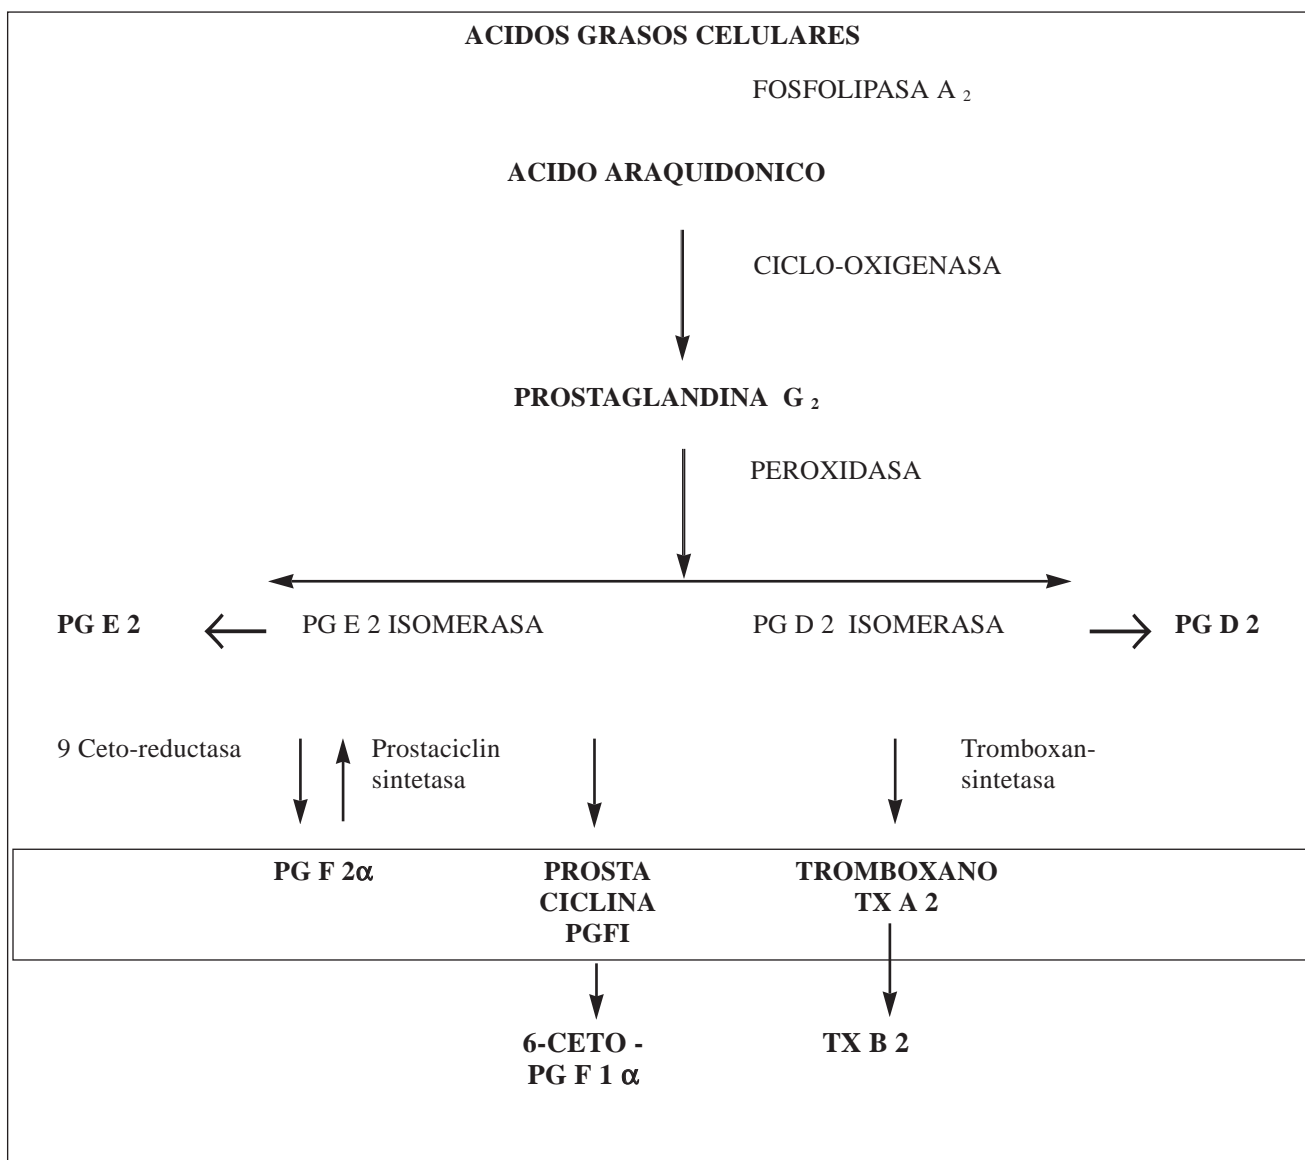 ACIDOS GRASOS CELULARES
FOSFOLIPASA A 2
ACIDO ARAQUIDONICO
CICLO-OXIGENASA
PROSTAGLANDINA G 2
PEROXIDASA
PG E 2
PG E 2 ISOMERASA
PG D 2 ISOMERASA
PG D 2
9 Ceto-reductasa
Prostaciclin
sintetasa
Tromboxan-
sintetasa
PG F 2α
PROSTA
CICLINA
PGFI
TROMBOXANO
TX A 2
6-CETO -
PG F 1 α
TX B 2